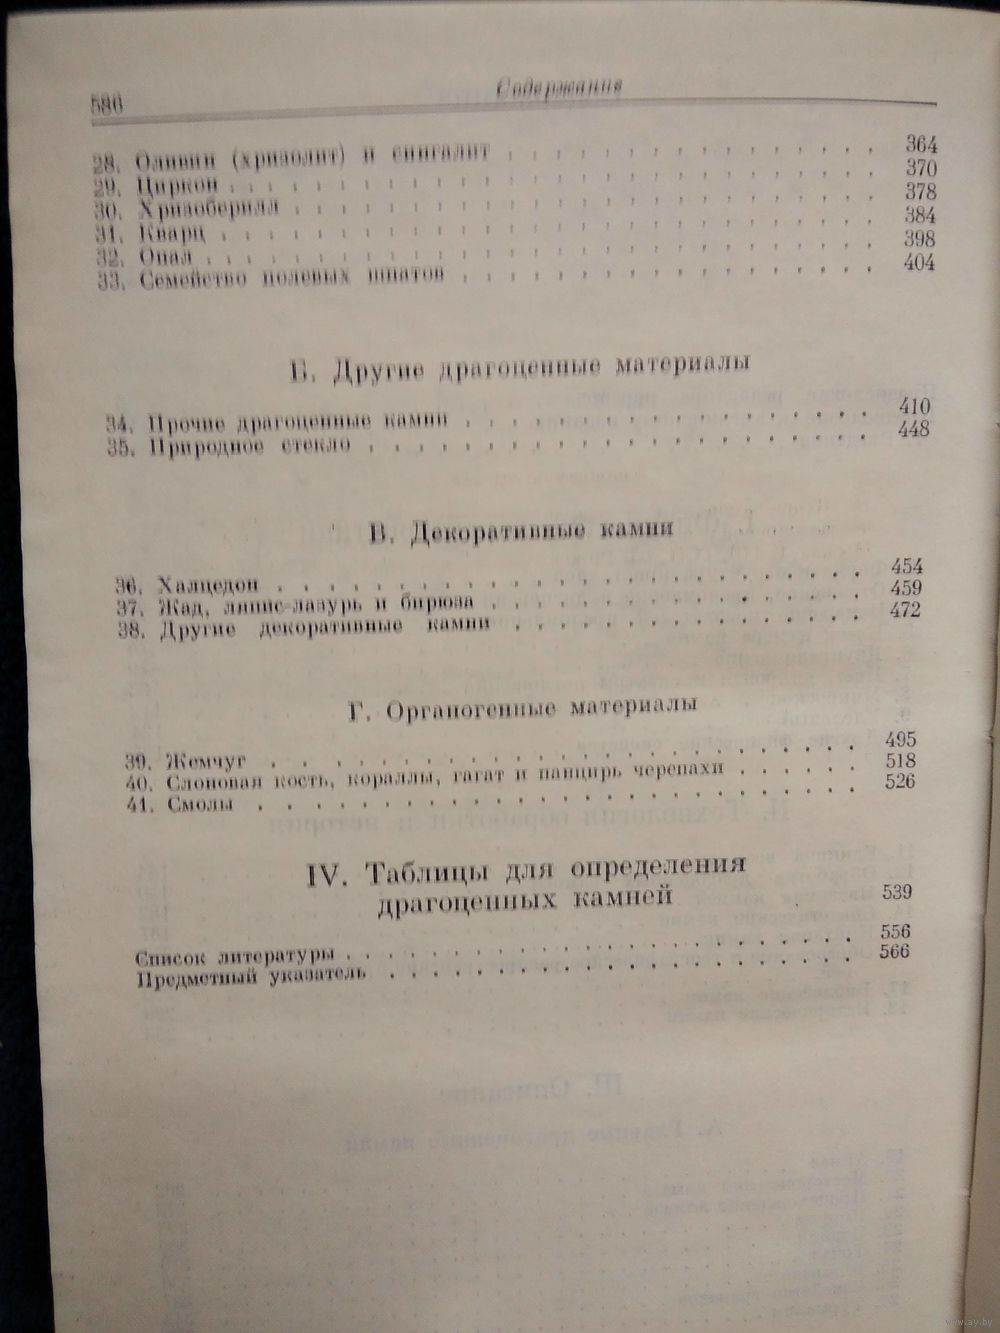 586
Содержание
28. Оливин (хризолит) и сингалит . . . . . . . . . . . . . . . . 364
29. Циркон . . . . . . . . . . . . . . . . . . . . . . . . . . . 370
30. Хризоберилл . . . . . . . . . . . . . . . . . . . . . . . . 378
31. Кварц . . . . . . . . . . . . . . . . . . . . . . . . . . . 384
32. Опал . . . . . . . . . . . . . . . . . . . . . . . . . . . . 398
33. Семейство полевых шпатов . . . . . . . . . . . . . . . . . . 404
Б. Другие драгоценные материалы
34. Прочие драгоценные камни . . . . . . . . . . . . . . . . . 410
35. Природное стекло . . . . . . . . . . . . . . . . . . . . . 448
В. Декоративные камни
36. Халцедон . . . . . . . . . . . . . . . . . . . . . . . . . 454
37. Жад, ляпис-лазурь и бирюза . . . . . . . . . . . . . . . . 459
38. Другие декоративные камни . . . . . . . . . . . . . . . 472
Г. Органогенные материалы
39. Жемчуг . . . . . . . . . . . . . . . . . . . . . . . . . . 495
40. Слоновая кость, кораллы, гагат и панцирь черепахи . . . . . . 518
41. Смолы . . . . . . . . . . . . . . . . . . . . . . . . . . 526
IV. Таблицы для определения
драгоценных камней 539
Список литературы . . . . . . . . . . . . . . . . . . . . . . 556
Предметный указатель . . . . . . . . . . . . . . . . . . . . 566
www.ay.by